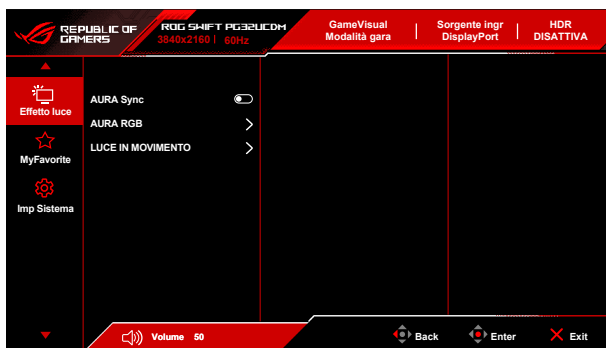 REPUBLIC OF
GAMERS
ROG SWIFT PG32UCDM
3840x2160 | 60Hz
GameVisual
Modalità gara
Sorgente ingr
DisplayPort
HDR
DISATTIVA
Effetto luce
MyFavorite
Imp Sistema
AURA Sync
AURA RGB
LUCE IN MOVIMENTO
Volume 50
Back
Enter
Exit